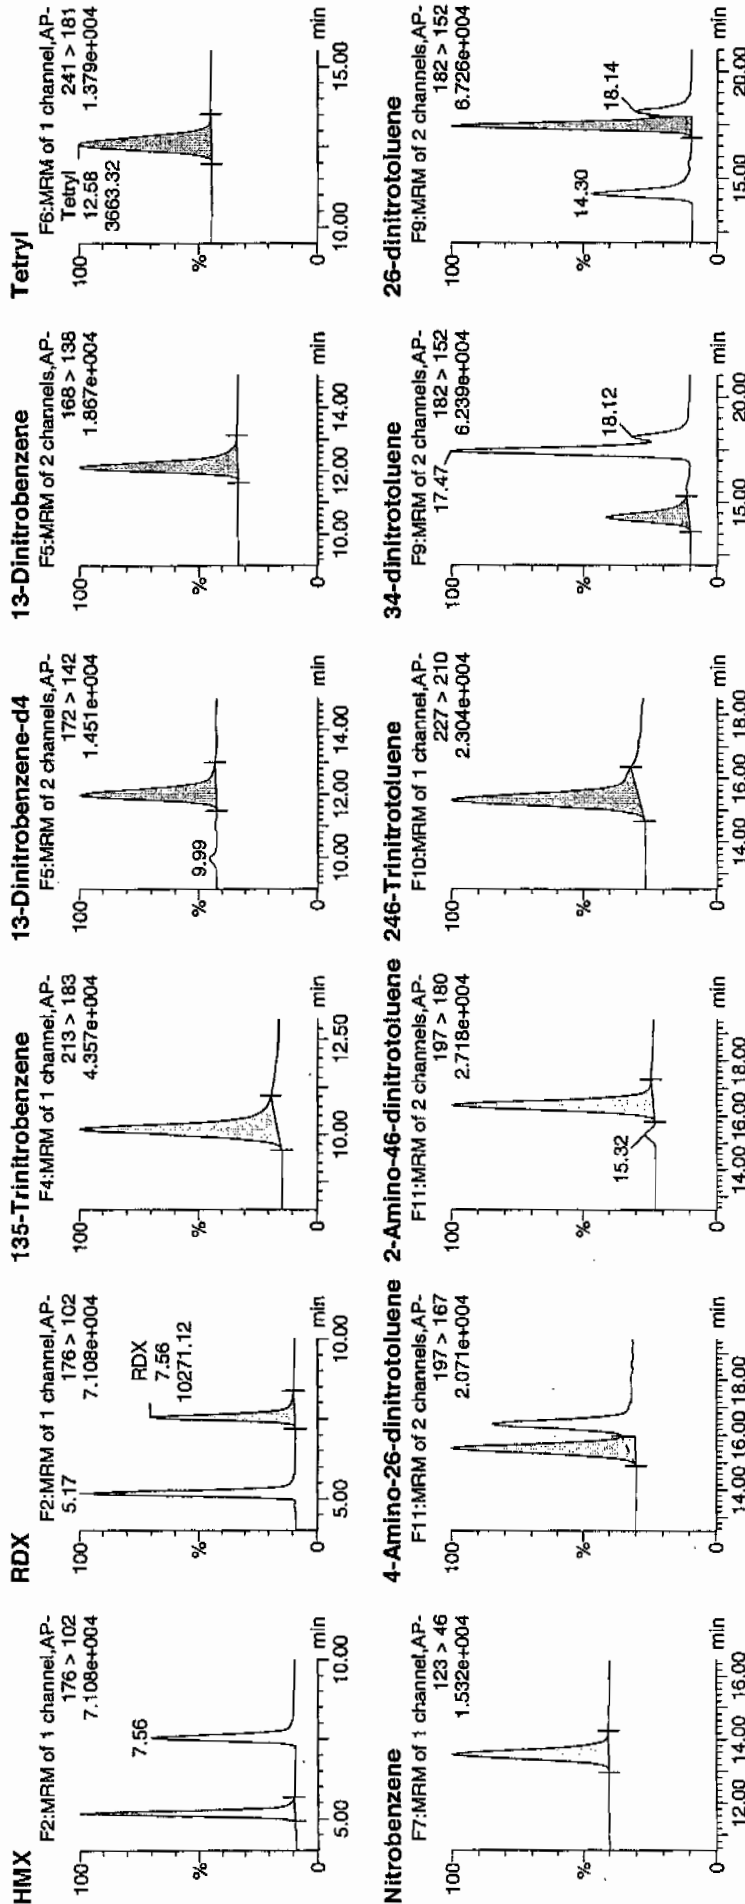 HMX
F2:MRM of 1 channel,AP-
176 > 102
7.108e+004
100
7.56
%
0
5.00
10.00
min
RDX
F2:MRM of 1 channel,AP-
176 > 102
7.108e+004
100
5.17
RDX
7.56
10271.12
%
0
5.00
10.00
min
135-Trinitrobenzene
F4:MRM of 1 channel,AP-
213 > 183
4.357e+004
100
%
0
10.00
12.50
min
13-Dinitrobenzene-d4
F5:MRM of 2 channels,AP-
172 > 142
1.451e+004
100
9.99
%
0
10.00
12.00
14.00
min
13-Dinitrobenzene
F5:MRM of 2 channels,AP-
168 > 138
1.867e+004
100
%
0
10.00
12.00
14.00
min
Tetryl
F6:MRM of 1 channel,AP-
241 > 181
1.379e+004
100
Tetryl
12.58
3663.32
%
0
10.00
15.00
min
Nitrobenzene
F7:MRM of 1 channel,AP-
123 > 46
1.532e+004
100
%
0
12.00
14.00
16.00
min
4-Amino-26-dinitrotoluene
F11:MRM of 2 channels,AP-
197 > 167
2.071e+004
100
%
0
14.00
16.00
18.00
min
2-Amino-46-dinitrotoluene
F11:MRM of 2 channels,AP-
197 > 180
2.718e+004
100
15.32
%
0
14.00
16.00
18.00
min
246-Trinitrotoluene
F10:MRM of 1 channel,AP-
227 > 210
2.304e+004
100
%
0
14.00
16.00
18.00
min
34-dinitrotoluene
F9:MRM of 2 channels,AP-
182 > 152
6.239e+004
100
17.47
18.12
%
0
15.00
20.00
min
26-dinitrotoluene
F9:MRM of 2 channels,AP-
182 > 152
6.726e+004
100
14.30
18.14
%
0
15.00
20.00
min